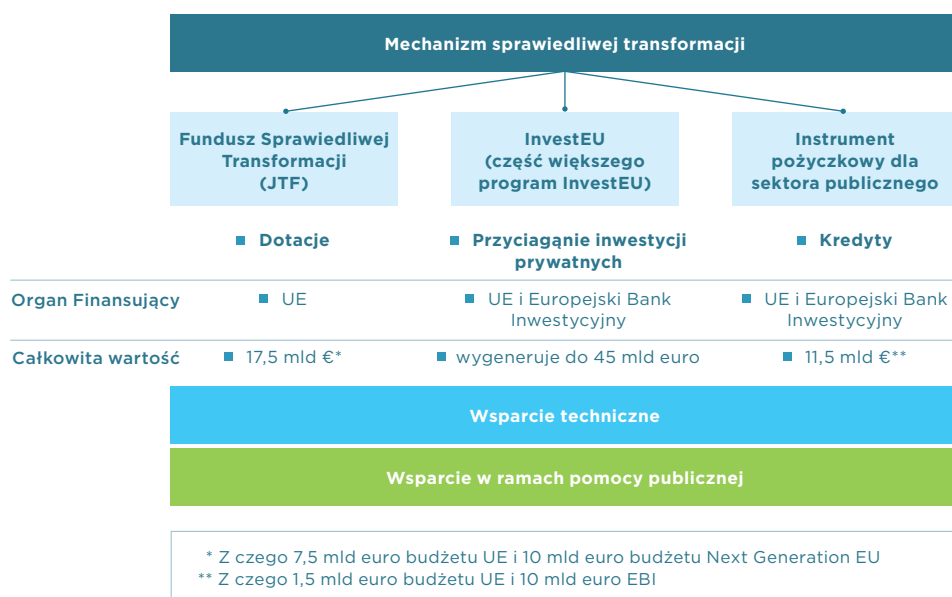 Mechanizm sprawiedliwej transformacji
Fundusz Sprawiedliwej
Transformacji
(JTF)
InvestEU
(część większego
program InvestEU)
Instrument
pożyczkowy dla
sektora publicznego
Dotacje
Przyciaganie inwestycji
prywatnych
Kredyty
Organ Finansujący
UE
UE i Europejski Bank
Inwestycyjny
UE i Europejski Bank
Inwestycyjny
Całkowita wartość
17,5 mld €*
wygeneruje do 45 mld euro
11,5 mld €**
Wsparcie techniczne
Wsparcie w ramach pomocy publicznej
* Z czego 7,5 mld euro budżetu UE i 10 mld euro budżetu Next Generation EU
** Z czego 1,5 mld euro budżetu UE i 10 mld euro EBI